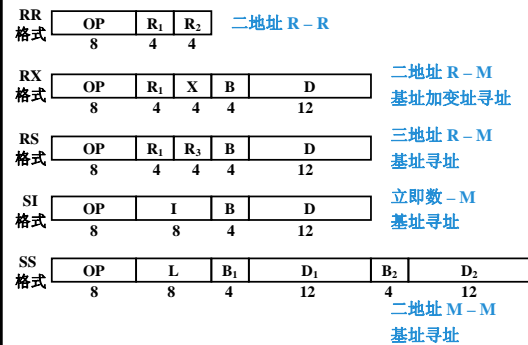 RR
格式
OP R₁ R₂
8 4 4
二地址 R – R
RX
格式
OP R₁ X B D
8 4 4 4 12
二地址 R – M
基址加变址寻址
RS
格式
OP R₁ R₃ B D
8 4 4 4 12
三地址 R – M
基址寻址
SI
格式
OP I B D
8 8 4 12
立即数 – M
基址寻址
SS
格式
OP L B₁ D₁ B₂ D₂
8 8 4 12 4 12
二地址 M – M
基址寻址